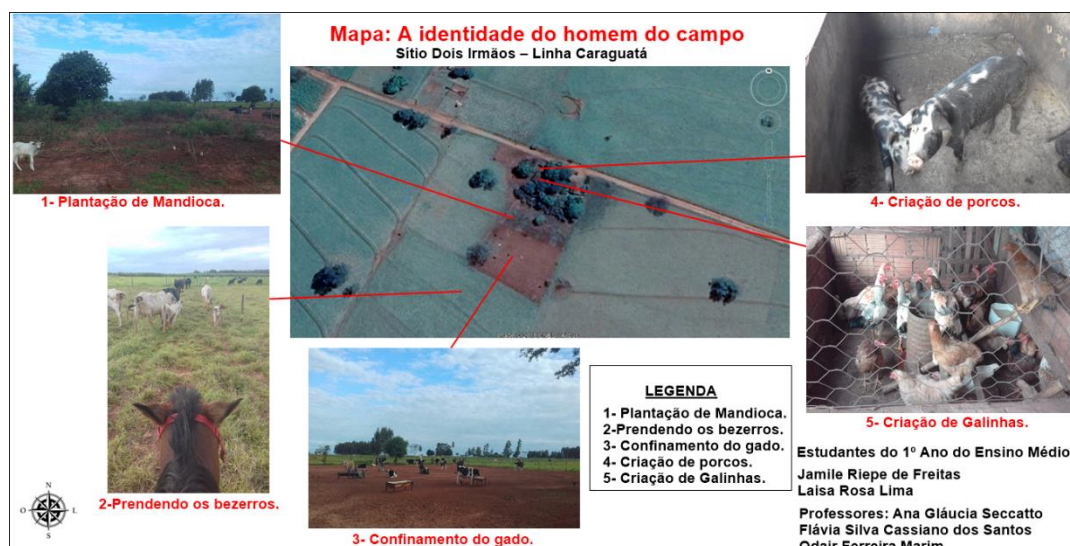 Mapa: A identidade do homem do campo
Sítio Dois Irmãos – Linha Caraguatá
1- Plantação de Mandioca.
2-Prendendo os bezerros.
3- Confinamento do gado.
4- Criação de porcos.
5- Criação de Galinhas.
LEGENDA
1- Plantação de Mandioca.
2-Prendendo os bezerros.
3- Confinamento do gado.
4- Criação de porcos.
5- Criação de Galinhas.
Estudantes do 1º Ano do Ensino Médio
Jamile Riepe de Freitas
Laisa Rosa Lima
Professores: Ana Gláucia Seccatto
Flávia Silva Cassiano dos Santos
Odair Ferreira Marim
N
O
L
S